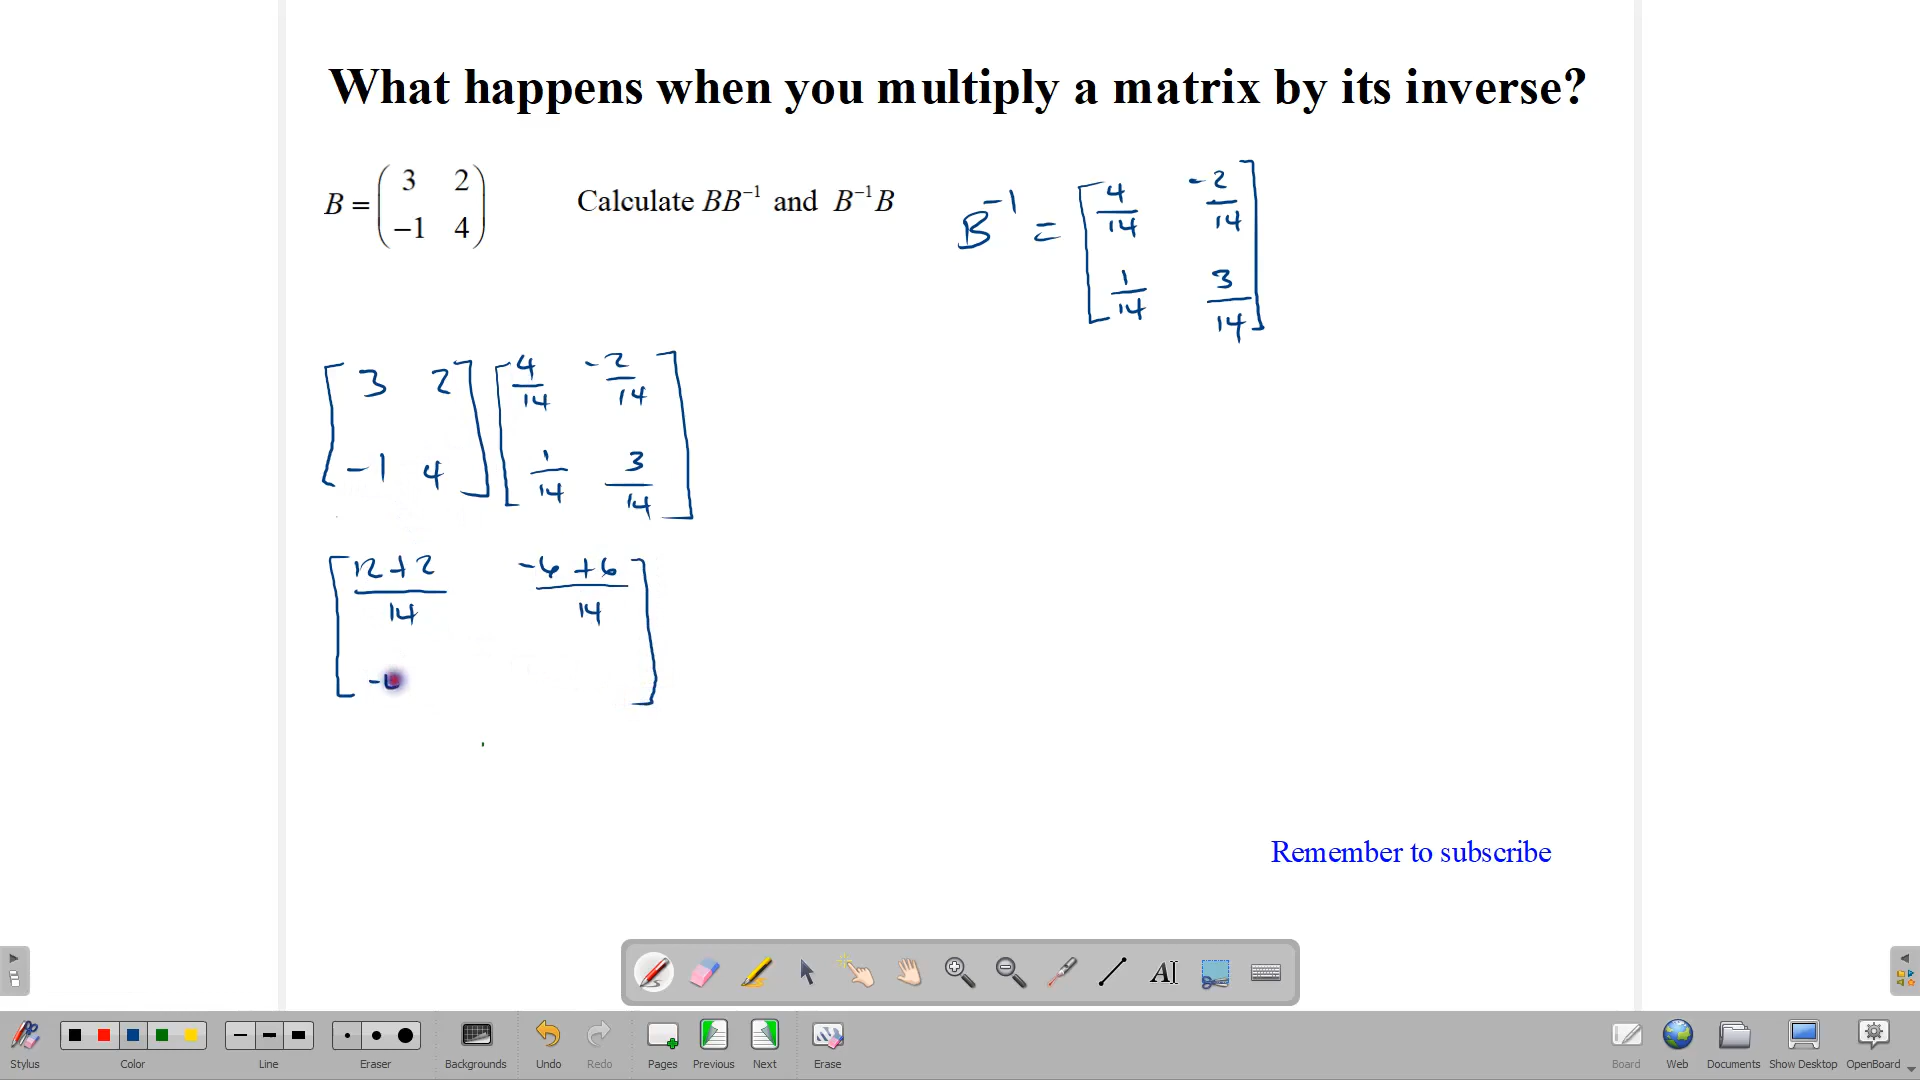 What happens when you multiply a matrix by its inverse?
B = ( 3 2
−1 4 )
Calculate BB⁻¹ and B⁻¹B
B⁻¹ = [ 4/14 -2/14
1/14 3/14 ]
[ 3 2
-1 4 ] [ 4/14 -2/14
1/14 3/14 ]
[ 12+2/14 -6+6/14
- ]
Remember to subscribe
Stylus Color Line Eraser Backgrounds Undo Redo Pages Previous Next Erase Board Web Documents Show Desktop OpenBoard